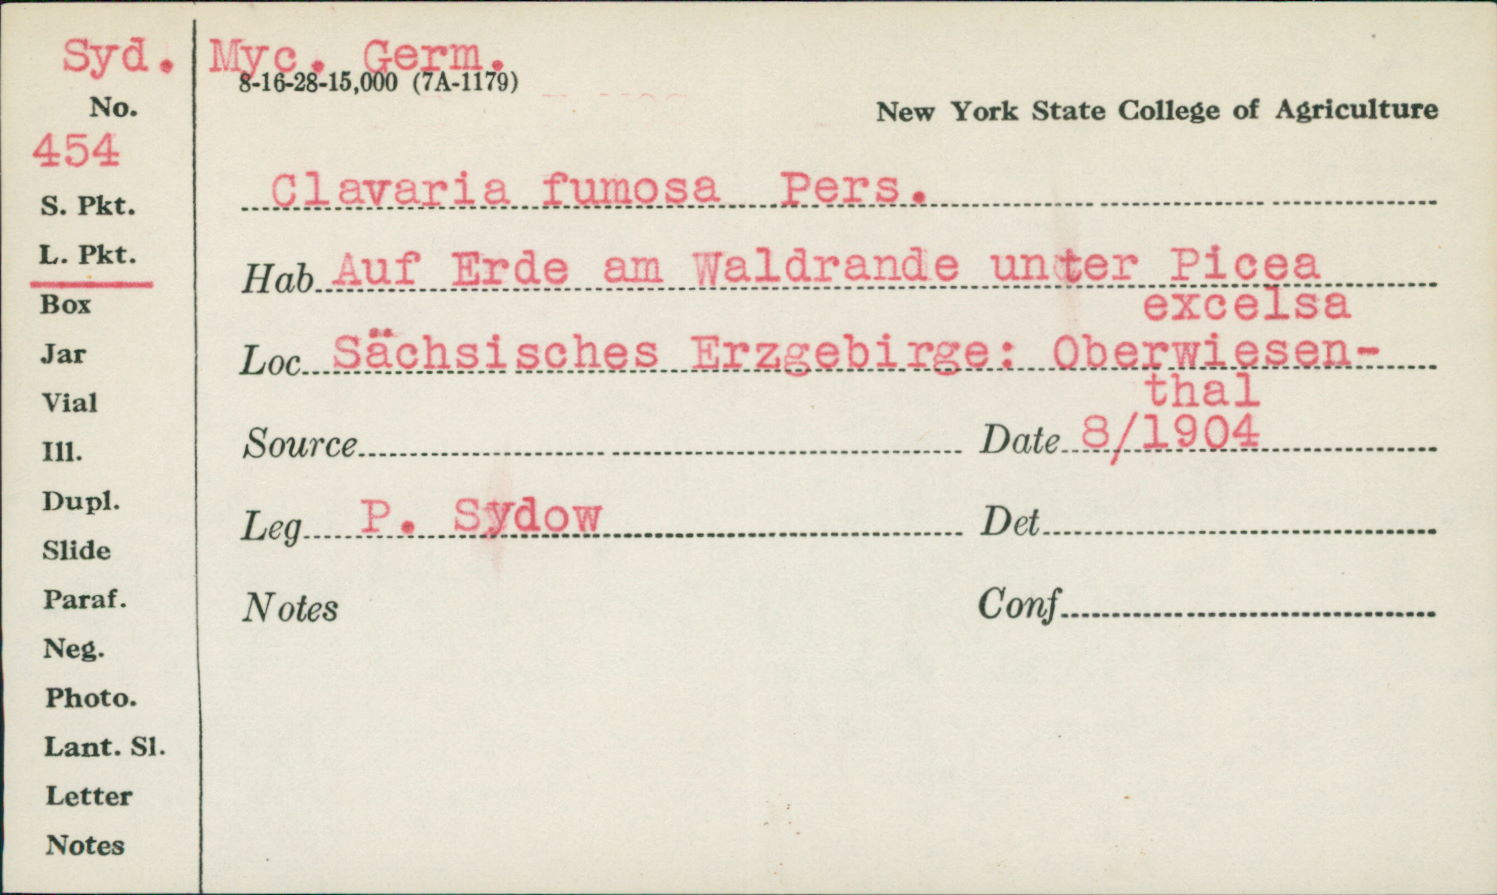 Syd. Myc. Germ.
8-16-28-15,000 (7A-1179)
New York State College of Agriculture
No.
454
S. Pkt.
L. Pkt.
Box
Jar
Vial
Ill.
Dupl.
Slide
Paraf.
Neg.
Photo.
Lant. Sl.
Letter
Notes
Clavaria fumosa Pers.
Hab Auf Erde am Waldrande unter Picea
excelsa
Loc Sächsisches Erzgebirge: Oberwiesen-
thal
Source Date 8/1904
Leg P. Sydow Det
Notes Conf